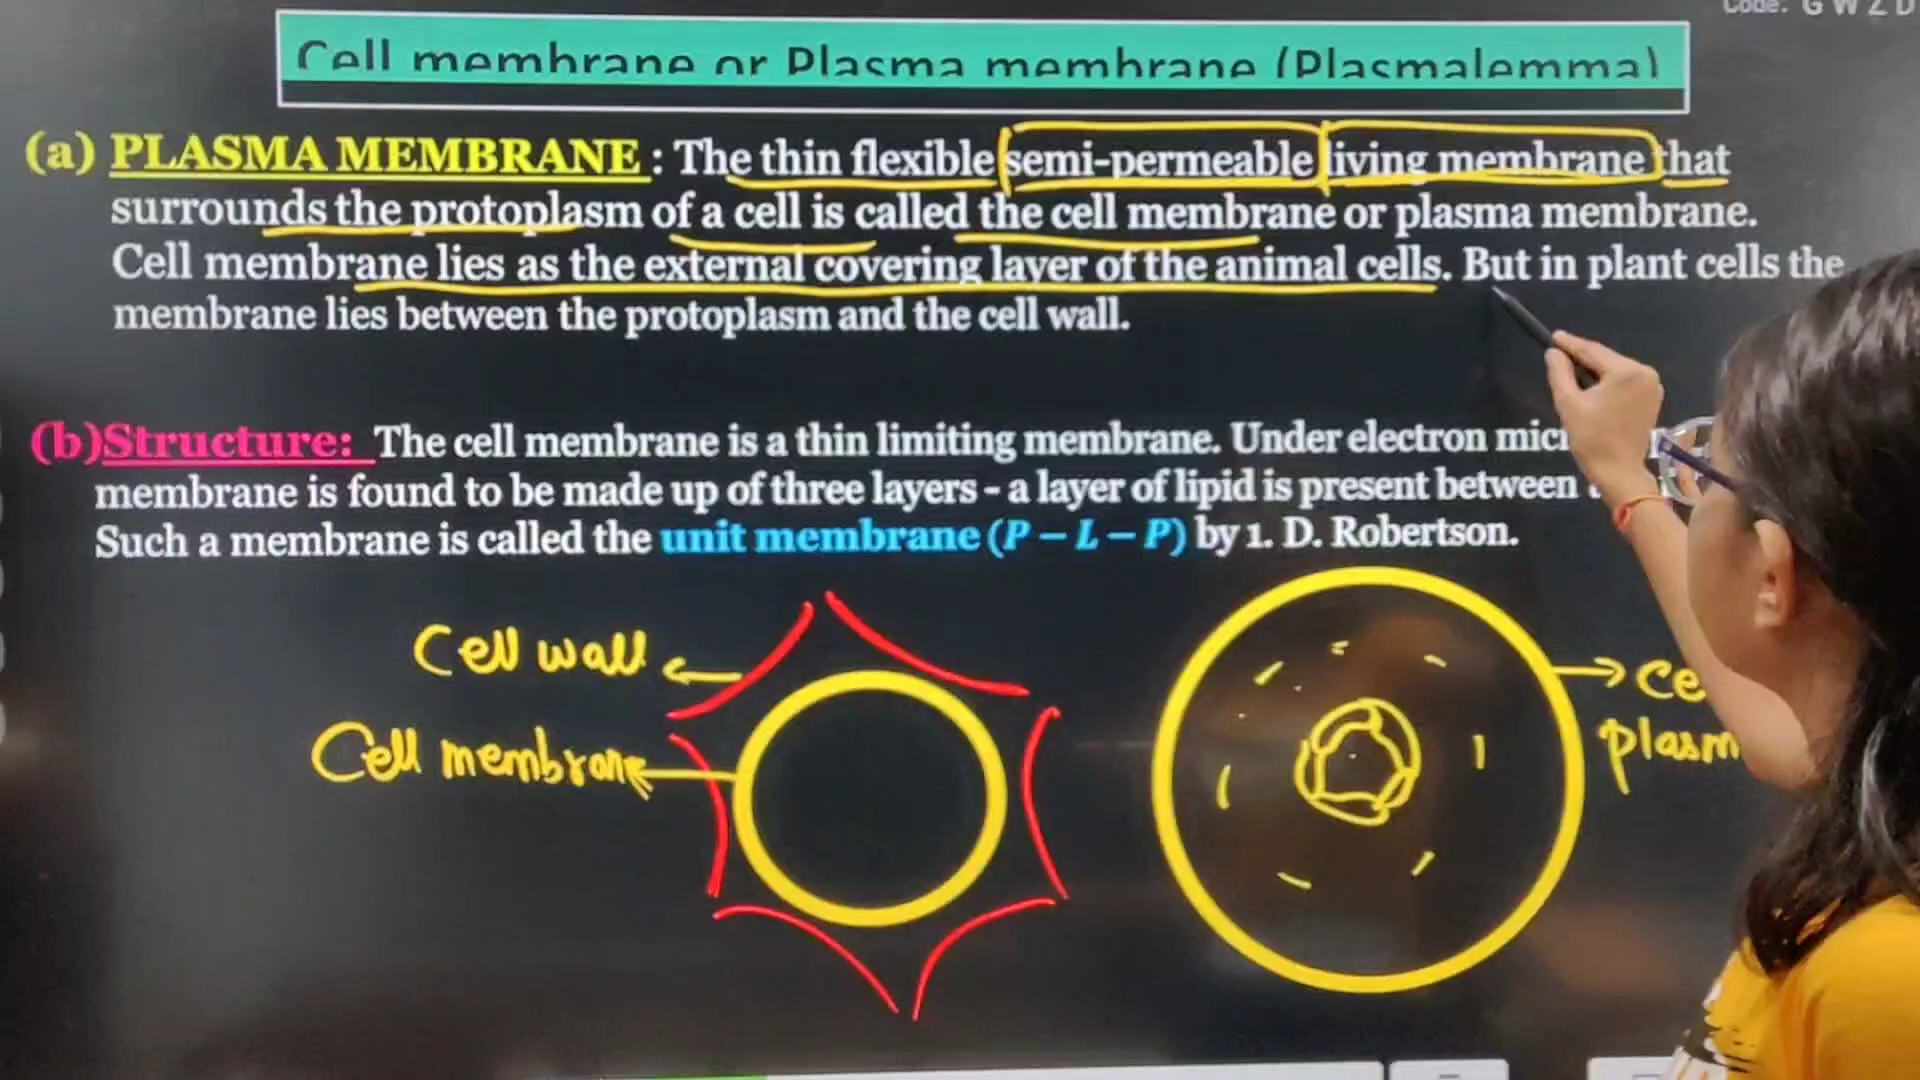 Code: G W Z D
Cell membrane or Plasma membrane (Plasmalemma)
(a) PLASMA MEMBRANE : The thin flexible semi-permeable living membrane that
surrounds the protoplasm of a cell is called the cell membrane or plasma membrane.
Cell membrane lies as the external covering layer of the animal cells. But in plant cells the
membrane lies between the protoplasm and the cell wall.
(b)Structure: The cell membrane is a thin limiting membrane. Under electron
membrane is found to be made up of three layers - a layer of lipid is present between
Such a membrane is called the unit membrane (P – L – P) by 1. D. Robertson.
Cell wall
Cell membrane